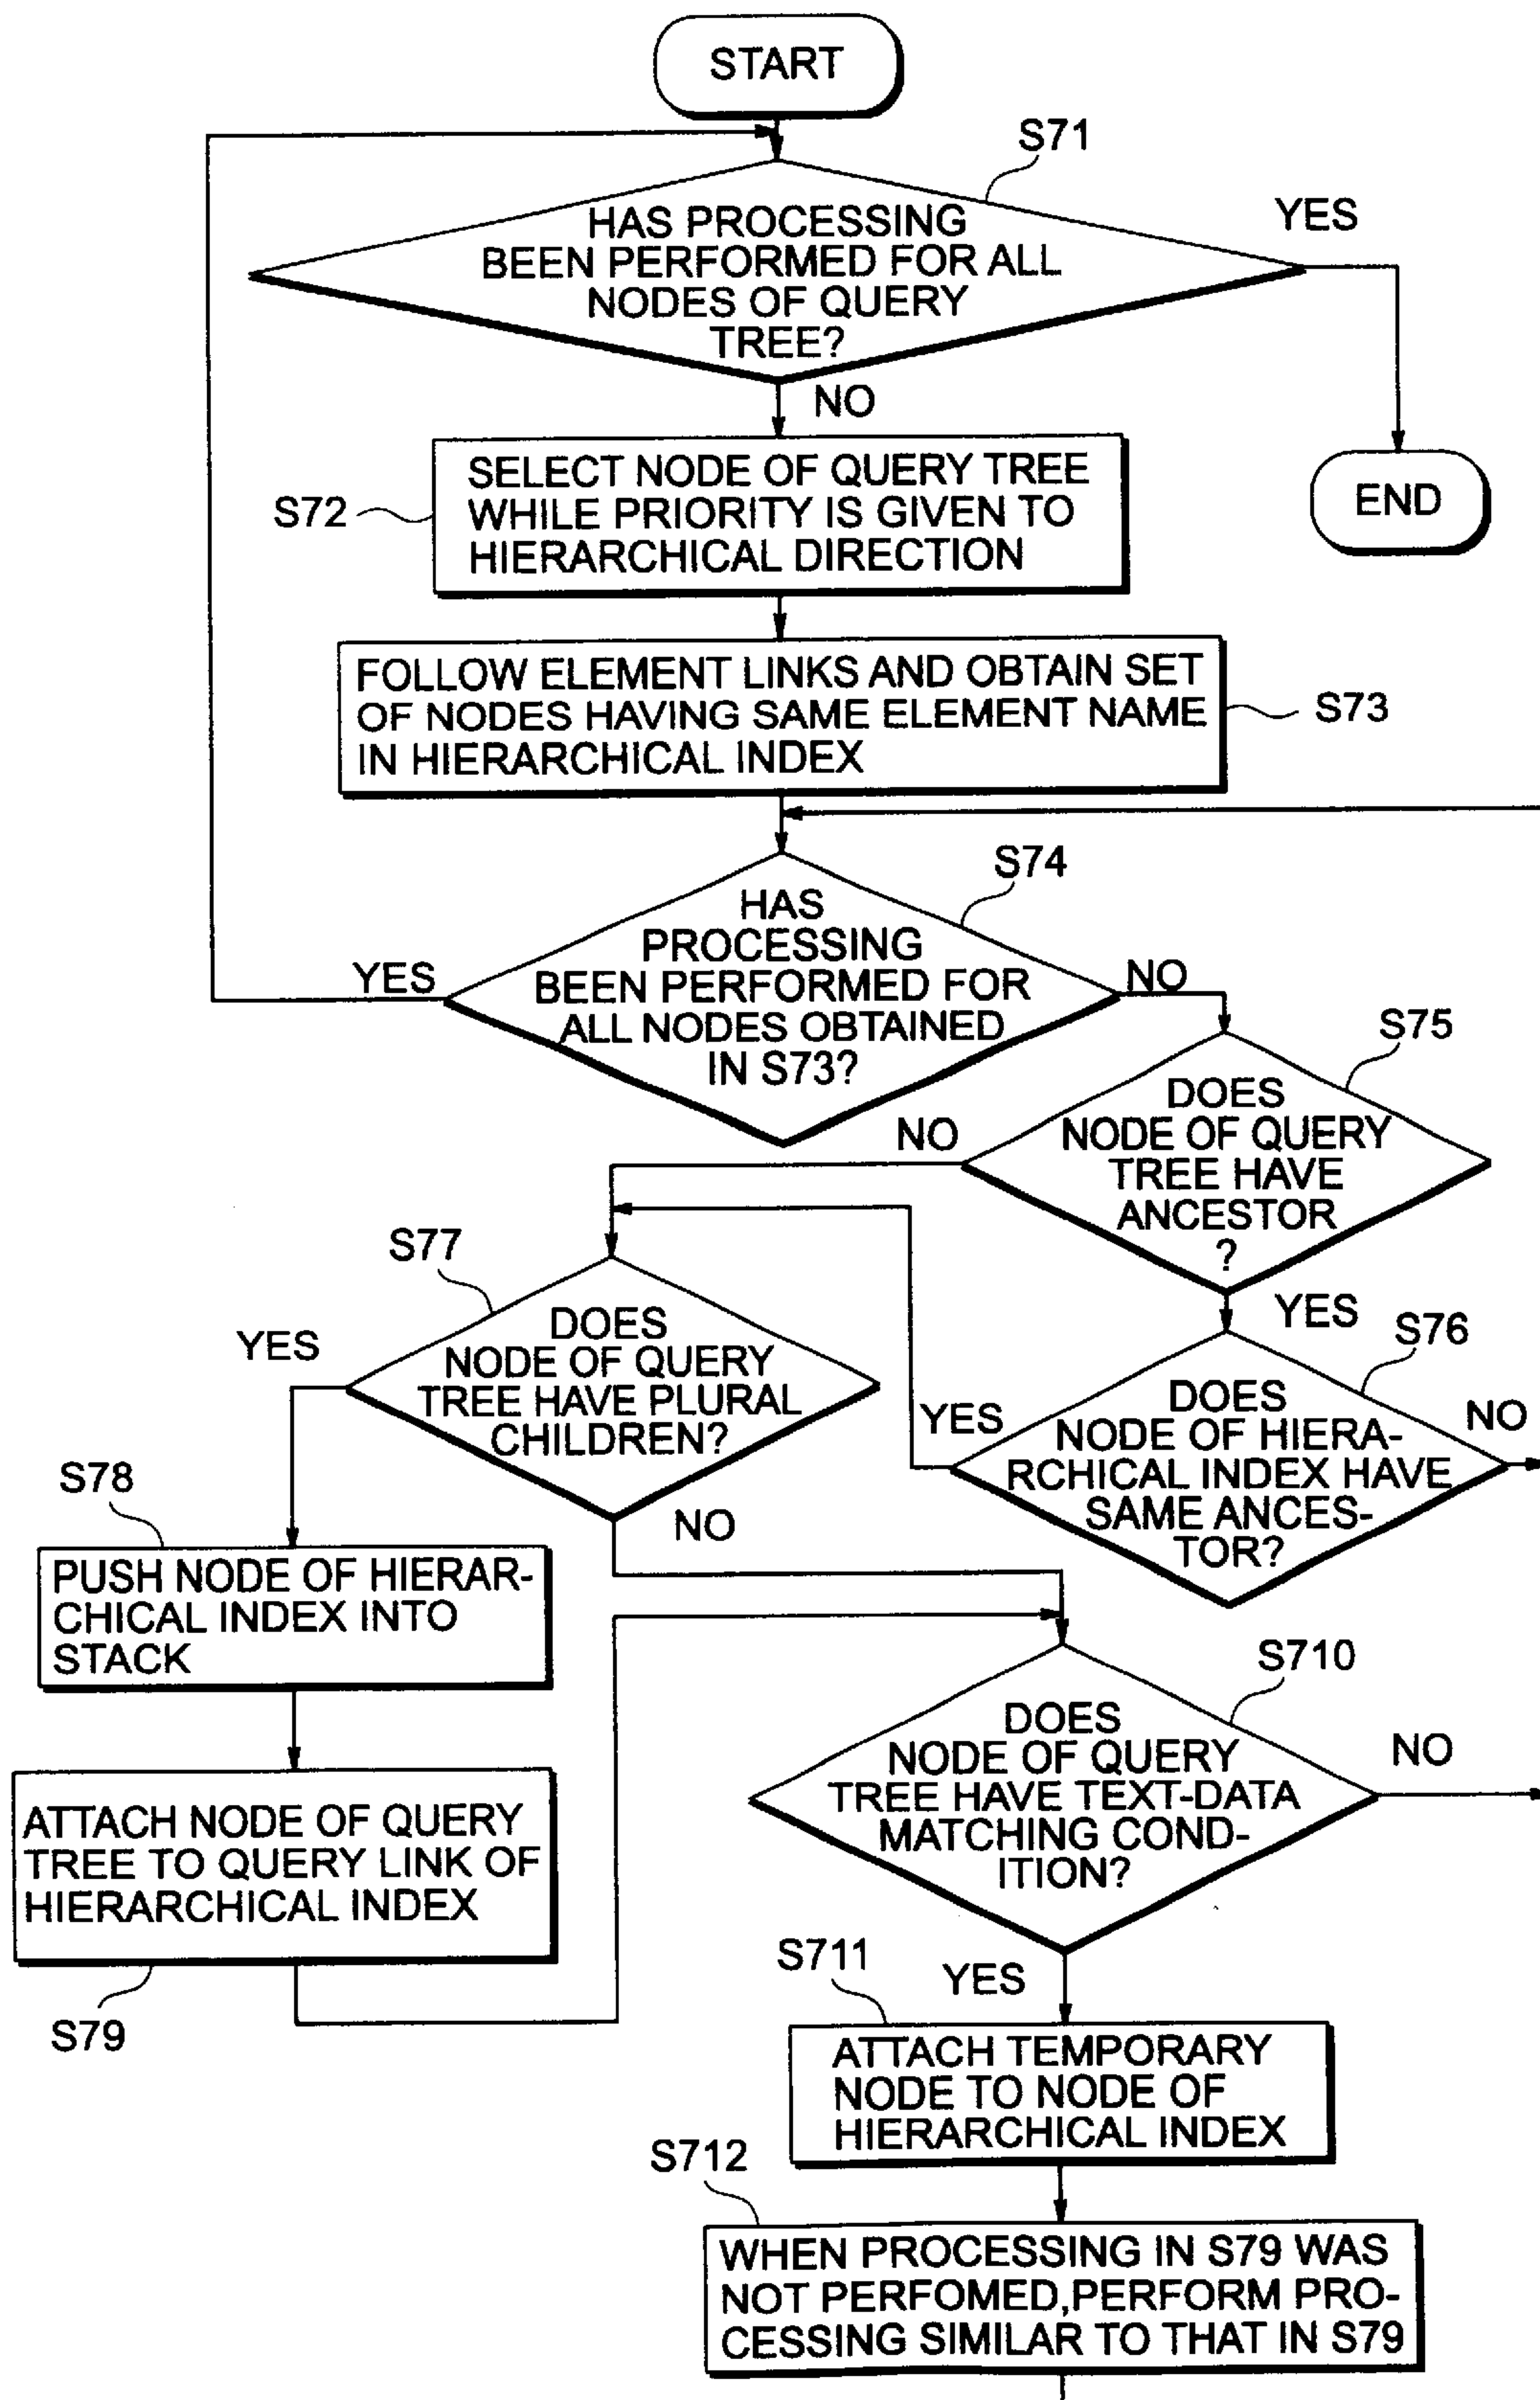 START
S71
HAS PROCESSING
BEEN PERFORMED FOR ALL
NODES OF QUERY
TREE?
YES
NO
END
S72
SELECT NODE OF QUERY TREE
WHILE PRIORITY IS GIVEN TO
HIERARCHICAL DIRECTION
FOLLOW ELEMENT LINKS AND OBTAIN SET
OF NODES HAVING SAME ELEMENT NAME
IN HIERARCHICAL INDEX
S73
S74
HAS
PROCESSING
BEEN PERFORMED FOR
ALL NODES OBTAINED
IN S73?
YES
NO
S75
DOES
NODE OF QUERY
TREE HAVE
ANCESTOR
?
NO
YES
S76
DOES
NODE OF HIERA-
RCHICAL INDEX HAVE
SAME ANCES-
TOR?
YES
NO
S77
DOES
NODE OF QUERY
TREE HAVE PLURAL
CHILDREN?
YES
NO
S78
PUSH NODE OF HIERAR-
CHICAL INDEX INTO
STACK
ATTACH NODE OF QUERY
TREE TO QUERY LINK OF
HIERARCHICAL INDEX
S79
S710
DOES
NODE OF QUERY
TREE HAVE TEXT-DATA
MATCHING COND-
ITION?
NO
YES
S711
ATTACH TEMPORARY
NODE TO NODE OF
HIERARCHICAL INDEX
S712
WHEN PROCESSING IN S79 WAS
NOT PERFOMED,PERFORM PRO-
CESSING SIMILAR TO THAT IN S79